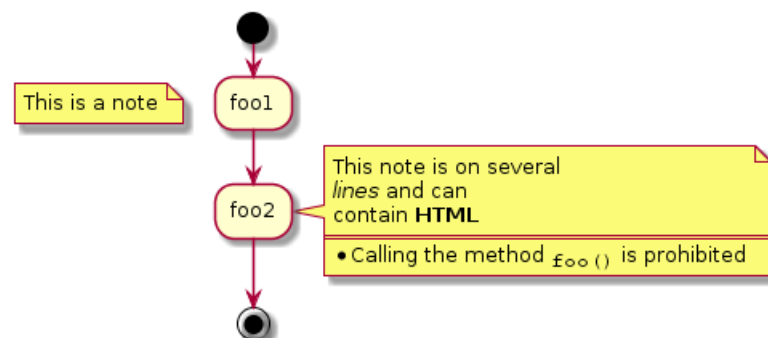 This is a note
foo1
This note is on several
lines and can
contain HTML
foo2
• Calling the method foo() is prohibited